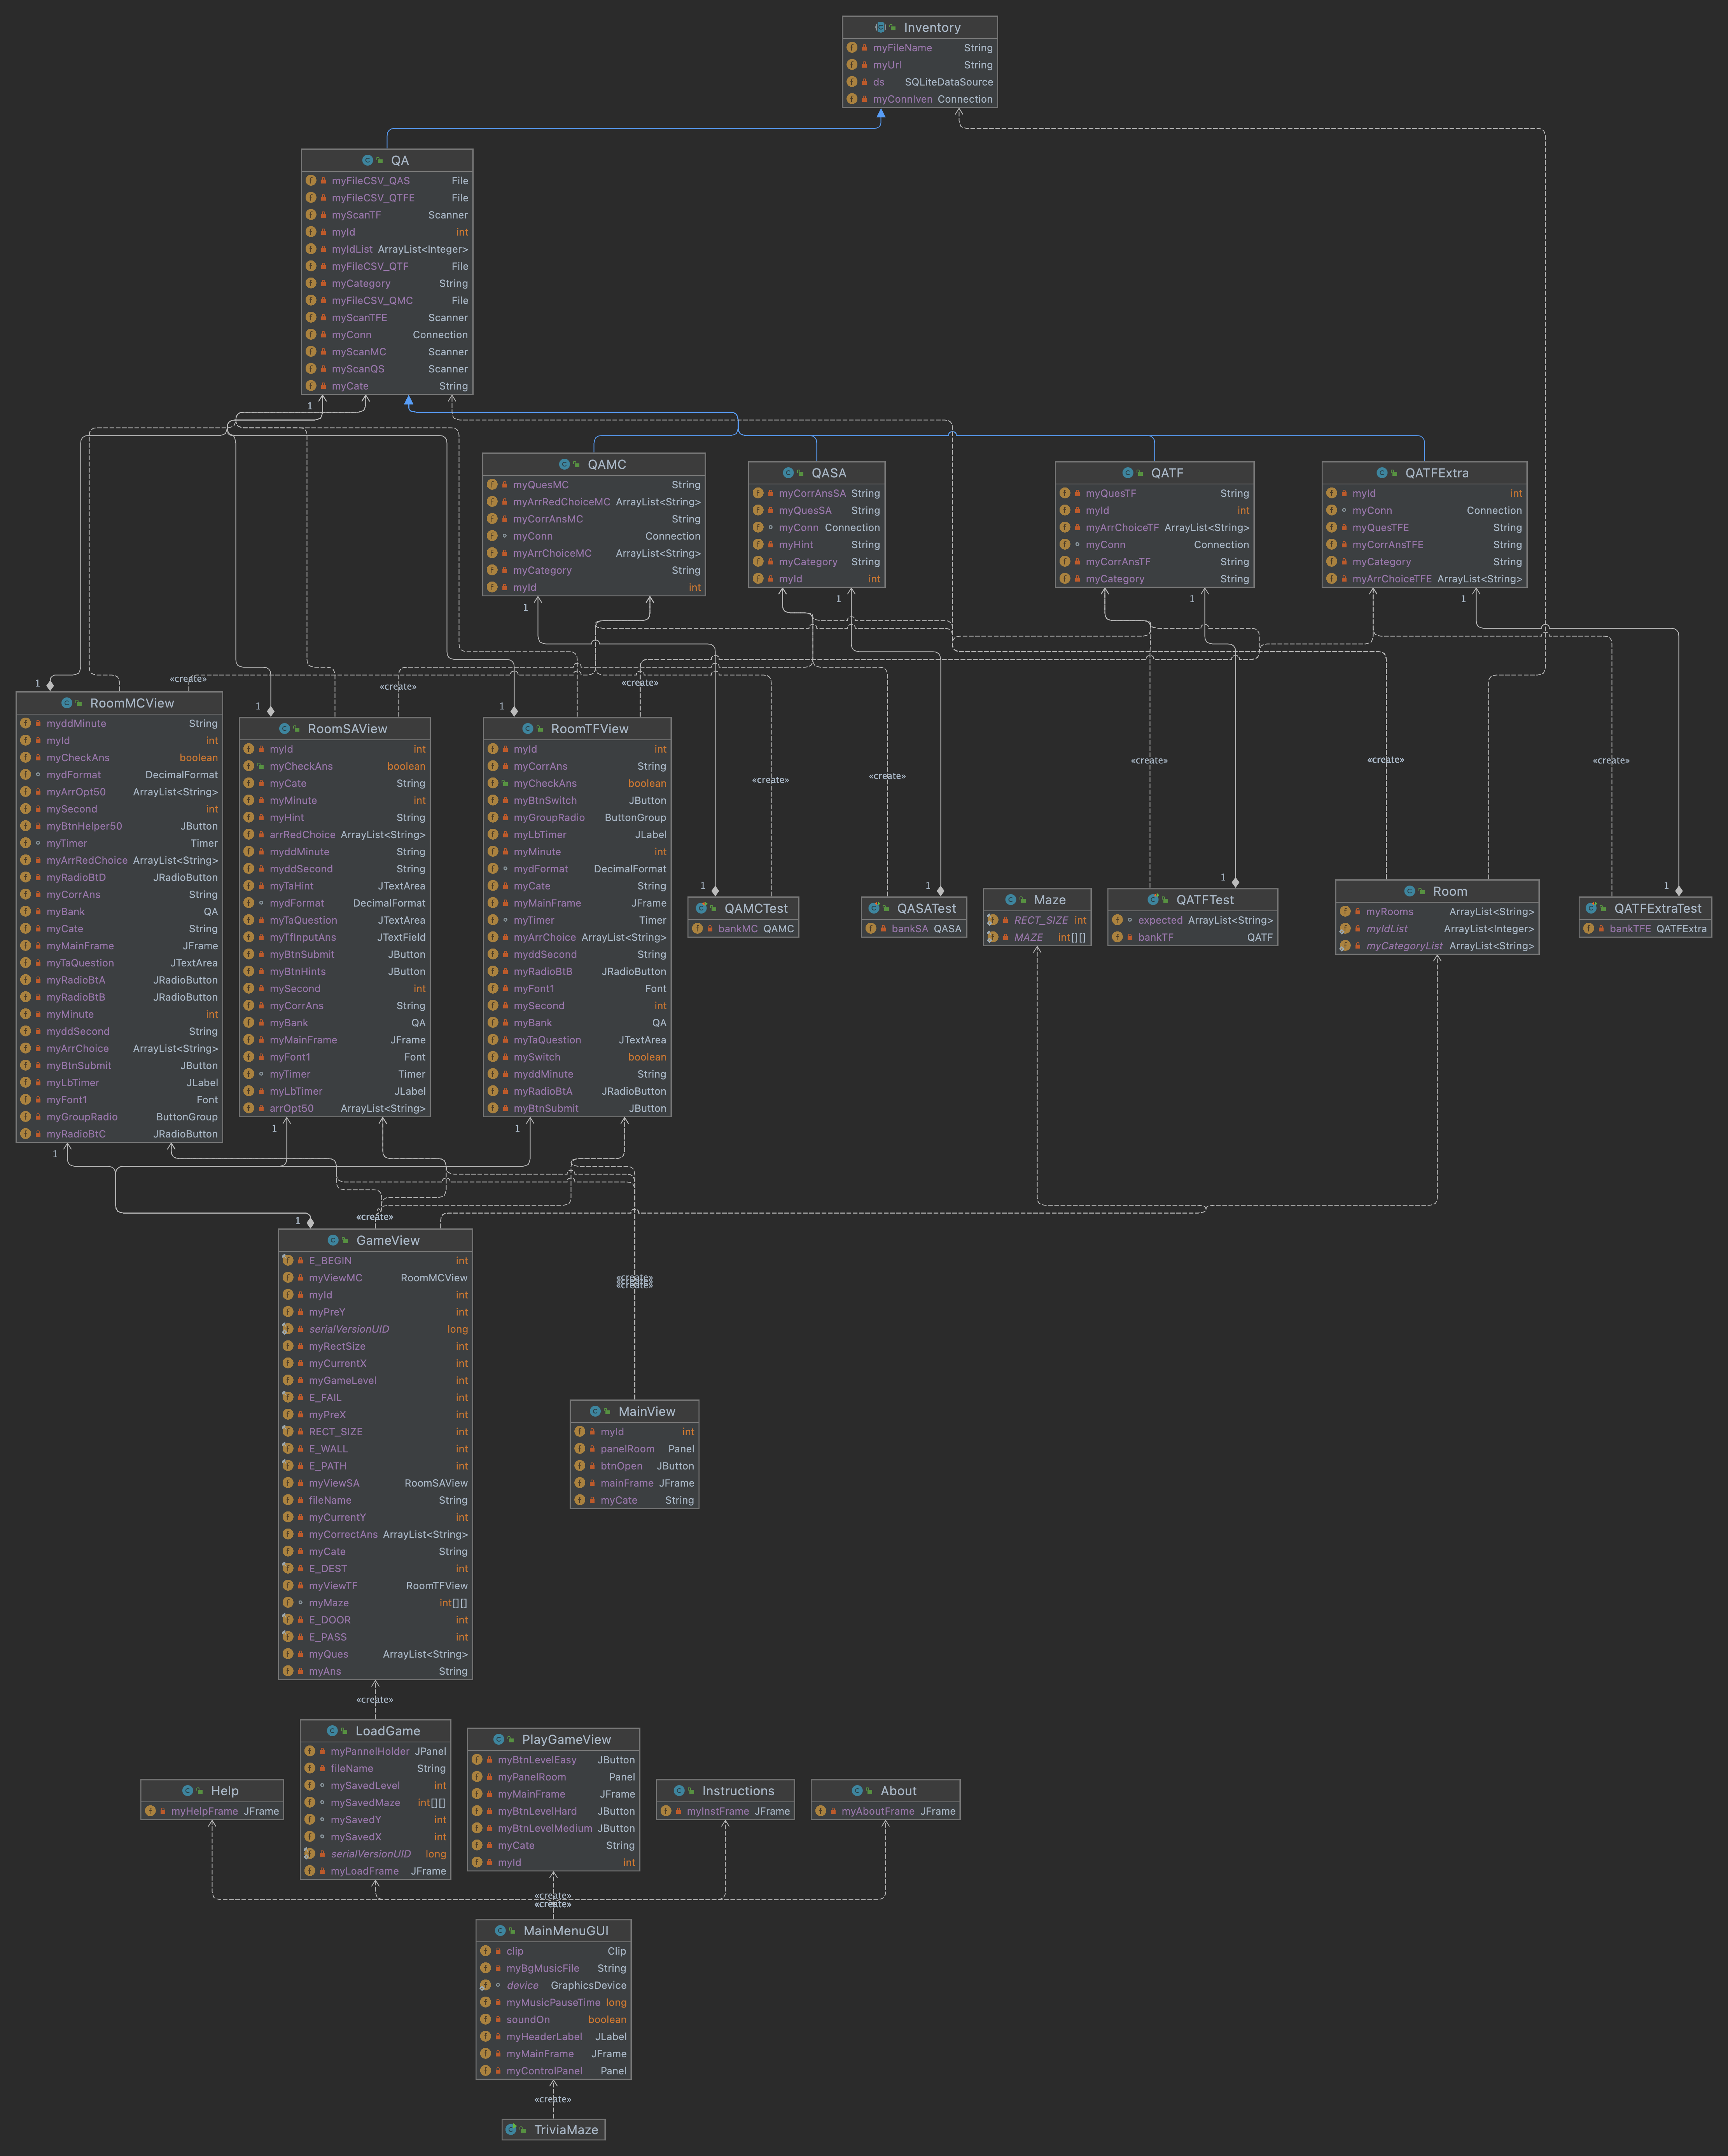 Inventory
myFileName String
myUrl String
ds SQLiteDataSource
myConnIven Connection
QA
myFileCSV_QAS File
myFileCSV_QTFE File
myScanTF Scanner
myId int
myIdList ArrayList<Integer>
myFileCSV_QTF File
myCategory String
myFileCSV_QMC File
myScanTFE Scanner
myConn Connection
myScanMC Scanner
myScanQS Scanner
myCate String
1
QAMC
myQuesMC String
myArrRedChoiceMC ArrayList<String>
myCorrAnsMC String
myConn Connection
myArrChoiceMC ArrayList<String>
myCategory String
myId int
1
QASA
myCorrAnsSA String
myQuesSA String
myConn Connection
myHint String
myCategory String
myId int
1
QATF
myQuesTF String
myId int
myArrChoiceTF ArrayList<String>
myConn Connection
myCorrAnsTF String
myCategory String
1
QATFExtra
myId int
myConn Connection
myQuesTFE String
myCorrAnsTFE String
myCategory String
myArrChoiceTFE ArrayList<String>
1
1
«create»
RoomMCView
myddMinute String
myId int
myCheckAns boolean
mydFormat DecimalFormat
myArrOpt50 ArrayList<String>
mySecond int
myBtnHelper50 JButton
myTimer Timer
myArrRedChoice ArrayList<String>
myRadioBtD JRadioButton
myCorrAns String
myBank QA
myCate String
myMainFrame JFrame
myTaQuestion JTextArea
myRadioBtA JRadioButton
myRadioBtB JRadioButton
myMinute int
myddSecond String
myArrChoice ArrayList<String>
myBtnSubmit JButton
myLbTimer JLabel
myFont1 Font
myGroupRadio ButtonGroup
myRadioBtC JRadioButton
1
1
«create»
RoomSAView
myId int
myCheckAns boolean
myCate String
myMinute int
myHint String
arrRedChoice ArrayList<String>
myddMinute String
myddSecond String
myTaHint JTextArea
mydFormat DecimalFormat
myTaQuestion JTextArea
myTfInputAns JTextField
myBtnSubmit JButton
myBtnHints JButton
mySecond int
myCorrAns String
myBank QA
myMainFrame JFrame
myFont1 Font
myTimer Timer
myLbTimer JLabel
arrOpt50 ArrayList<String>
1
1
«create»
RoomTFView
myId int
myCorrAns String
myCheckAns boolean
myBtnSwitch JButton
myGroupRadio ButtonGroup
myLbTimer JLabel
myMinute int
mydFormat DecimalFormat
myCate String
myMainFrame JFrame
myTimer Timer
myArrChoice ArrayList<String>
myddSecond String
myRadioBtB JRadioButton
myFont1 Font
mySecond int
myBank QA
myTaQuestion JTextArea
mySwitch boolean
myddMinute String
myRadioBtA JRadioButton
myBtnSubmit JButton
1
«create»
1
QAMCTest
bankMC QAMC
«create»
1
QASATest
bankSA QASA
Maze
RECT_SIZE int
MAZE int[][]
«create»
1
QATFTest
expected ArrayList<String>
bankTF QATF
«create»
Room
myRooms ArrayList<String>
myIdList ArrayList<Integer>
myCategoryList ArrayList<String>
«create»
1
QATFExtraTest
bankTFE QATFExtra
1
«create»
GameView
E_BEGIN int
myViewMC RoomMCView
myId int
myPreY int
serialVersionUID long
myRectSize int
myCurrentX int
myGameLevel int
E_FAIL int
myPreX int
RECT_SIZE int
E_WALL int
E_PATH int
myViewSA RoomSAView
fileName String
myCurrentY int
myCorrectAns ArrayList<String>
myCate String
E_DEST int
myViewTF RoomTFView
myMaze int[][]
E_DOOR int
E_PASS int
myQues ArrayList<String>
myAns String
«create»
«create»
«create»
MainView
myId int
panelRoom Panel
btnOpen JButton
mainFrame JFrame
myCate String
«create»
LoadGame
myPannelHolder JPanel
fileName String
mySavedLevel int
mySavedMaze int[][]
mySavedY int
mySavedX int
serialVersionUID long
myLoadFrame JFrame
PlayGameView
myBtnLevelEasy JButton
myPanelRoom Panel
myMainFrame JFrame
myBtnLevelHard JButton
myBtnLevelMedium JButton
myCate String
myId int
Help
myHelpFrame JFrame
Instructions
myInstFrame JFrame
About
myAboutFrame JFrame
«create»
«create»
MainMenuGUI
clip Clip
myBgMusicFile String
device GraphicsDevice
myMusicPauseTime long
soundOn boolean
myHeaderLabel JLabel
myMainFrame JFrame
myControlPanel Panel
«create»
TriviaMaze